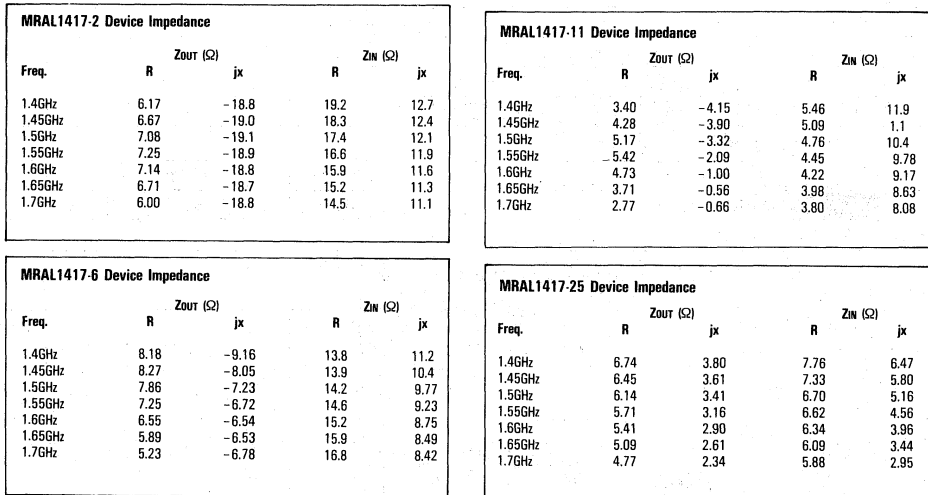 MRAL1417-2 Device Impedance
ZOUT (Ω) ZIN (Ω)
Freq. R jx R jx
1.4GHz 6.17 -18.8 19.2 12.7
1.45GHz 6.67 -19.0 18.3 12.4
1.5GHz 7.08 -19.1 17.4 12.1
1.55GHz 7.25 -18.9 16.6 11.9
1.6GHz 7.14 -18.8 15.9 11.6
1.65GHz 6.71 -18.7 15.2 11.3
1.7GHz 6.00 -18.8 14.5 11.1
MRAL1417-11 Device Impedance
ZOUT (Ω) ZIN (Ω)
Freq. R jx R jx
1.4GHz 3.40 -4.15 5.46 11.9
1.45GHz 4.28 -3.90 5.09 1.1
1.5GHz 5.17 -3.32 4.76 10.4
1.55GHz 5.42 -2.09 4.45 9.78
1.6GHz 4.73 -1.00 4.22 9.17
1.65GHz 3.71 -0.56 3.98 8.63
1.7GHz 2.77 -0.66 3.80 8.08
MRAL1417-6 Device Impedance
ZOUT (Ω) ZIN (Ω)
Freq. R jx R jx
1.4GHz 8.18 -9.16 13.8 11.2
1.45GHz 8.27 -8.05 13.9 10.4
1.5GHz 7.86 -7.23 14.2 9.77
1.55GHz 7.25 -6.72 14.6 9.23
1.6GHz 6.55 -6.54 15.2 8.75
1.65GHz 5.89 -6.53 15.9 8.49
1.7GHz 5.23 -6.78 16.8 8.42
MRAL1417-25 Device Impedance
ZOUT (Ω) ZIN (Ω)
Freq. R jx R jx
1.4GHz 6.74 3.80 7.76 6.47
1.45GHz 6.45 3.61 7.33 5.80
1.5GHz 6.14 3.41 6.70 5.16
1.55GHz 5.71 3.16 6.62 4.56
1.6GHz 5.41 2.90 6.34 3.96
1.65GHz 5.09 2.61 6.09 3.44
1.7GHz 4.77 2.34 5.88 2.95